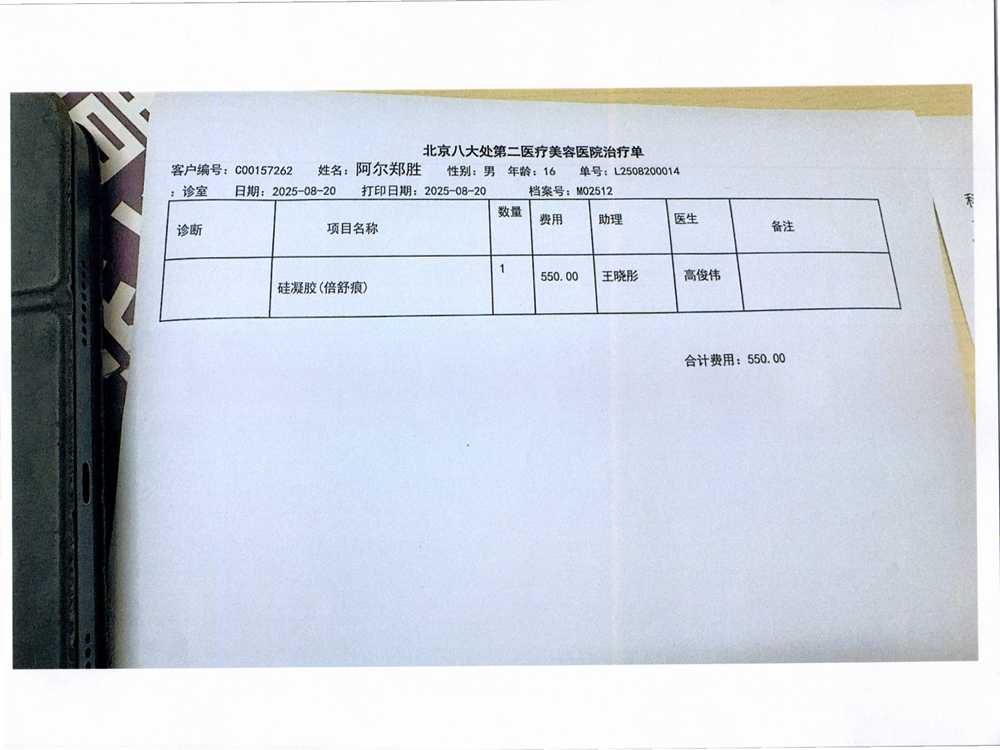 北京八大处第二医疗美容医院治疗单
客户编号：C00157262 姓名：阿尔郑胜 性别：男 年龄：16 单号：L2508200014
：诊室 日期：2025-08-20 打印日期：2025-08-20 档案号：M02512
诊断 项目名称 数量 费用 助理 医生 备注
硅凝胶(倍舒痕) 1 550.00 王晓彤 高俊伟
合计费用：550.00